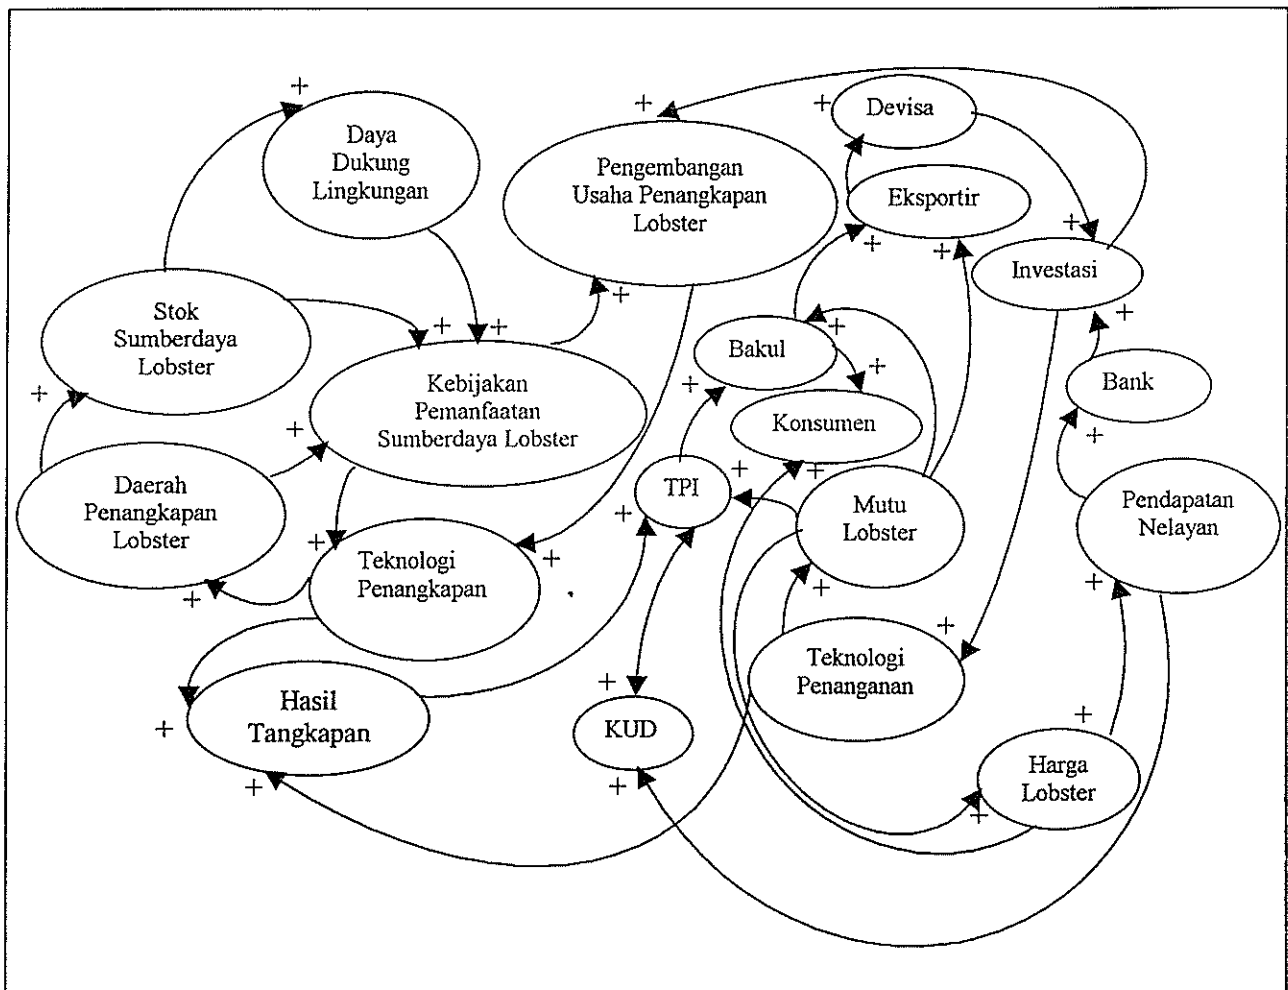 Daya
Dukung
Lingkungan
Pengembangan
Usaha Penangkapan
Lobster
Devisa
Eksportir
Investasi
Stok
Sumberdaya
Lobster
Kebijakan
Pemanfaatan
Sumberdaya Lobster
Bakul
Konsumen
Bank
Daerah
Penangkapan
Lobster
TPI
Mutu
Lobster
Pendapatan
Nelayan
Teknologi
Penangkapan
Teknologi
Penanganan
Hasil
Tangkapan
KUD
Harga
Lobster